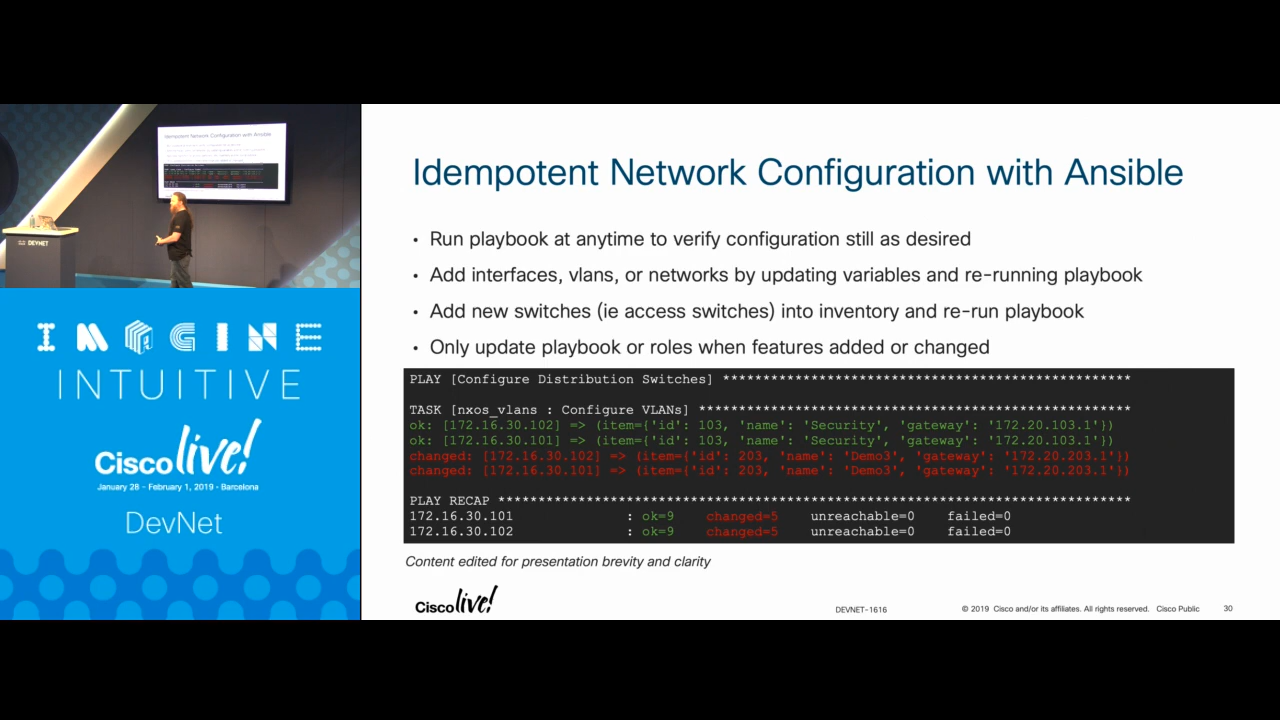 Idempotent Network Configuration with Ansible
DEVNET
IMAGINE
INTUITIVE
Cisco live!
January 28 - February 1, 2019 · Barcelona
DevNet
Idempotent Network Configuration with Ansible
• Run playbook at anytime to verify configuration still as desired
• Add interfaces, vlans, or networks by updating variables and re-running playbook
• Add new switches (ie access switches) into inventory and re-run playbook
• Only update playbook or roles when features added or changed
PLAY [Configure Distribution Switches] **************************************************
TASK [nxos_vlans : Configure VLANs] *****************************************************
ok: [172.16.30.102] => (item={'id': 103, 'name': 'Security', 'gateway': '172.20.103.1'})
ok: [172.16.30.101] => (item={'id': 103, 'name': 'Security', 'gateway': '172.20.103.1'})
changed: [172.16.30.102] => (item={'id': 203, 'name': 'Demo3', 'gateway': '172.20.203.1'})
changed: [172.16.30.101] => (item={'id': 203, 'name': 'Demo3', 'gateway': '172.20.203.1'})
PLAY RECAP ******************************************************************************
172.16.30.101 : ok=9 changed=5 unreachable=0 failed=0
172.16.30.102 : ok=9 changed=5 unreachable=0 failed=0
Content edited for presentation brevity and clarity
Cisco live!
DEVNET-1616
© 2019 Cisco and/or its affiliates. All rights reserved. Cisco Public
30